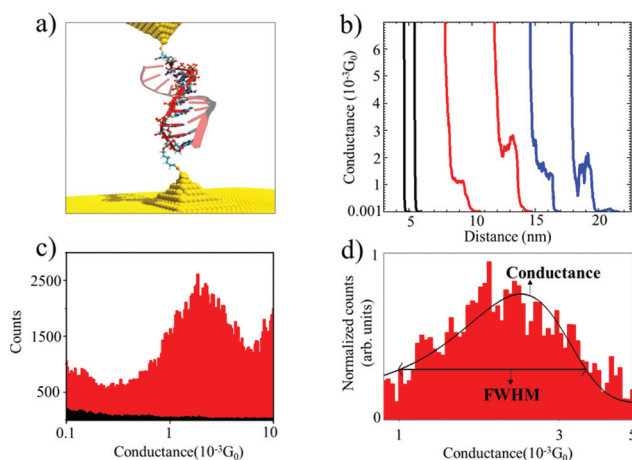 a)
b)
Conductance (10⁻³G₀)
6
5
4
3
2
1
0.001
5
10
15
20
Distance (nm)
c)
Counts
2500
1500
500
0.1
1
10
Conductance(10⁻³G₀)
d)
Normalized counts
(arb. units)
1
0
Conductance
FWHM
1
3
5
Conductance(10⁻³G₀)